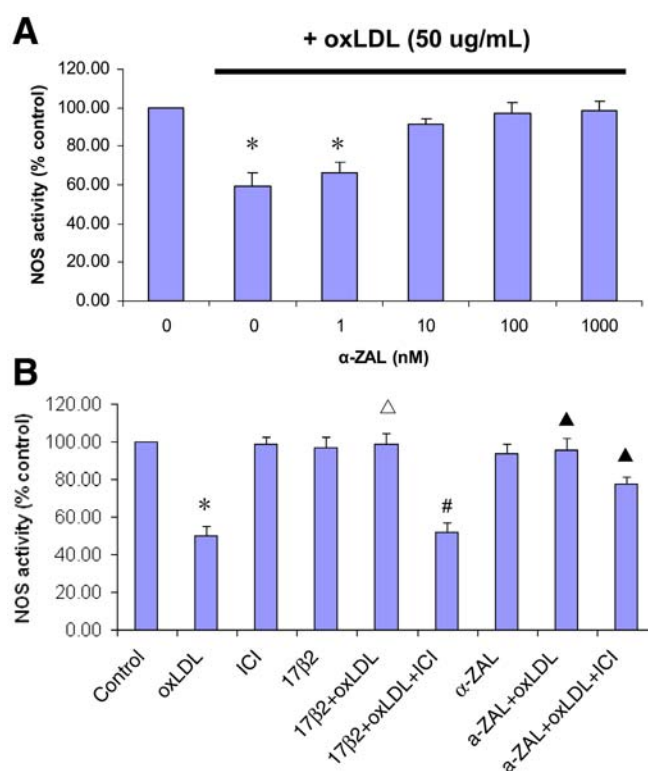 A
+ oxLDL (50 ug/mL)
NOS activity (% control)
120.00
100.00
80.00
60.00
40.00
20.00
0.00
*
*
0 0 1 10 100 1000
α-ZAL (nM)
B
NOS activity (% control)
120.00
100.00
80.00
60.00
40.00
20.00
0.00
*
△
#
▲
▲
Control
oxLDL
ICI
17β2
17β2+oxLDL
17β2+oxLDL+ICI
α-ZAL
a-ZAL+oxLDL
a-ZAL+oxLDL+ICI